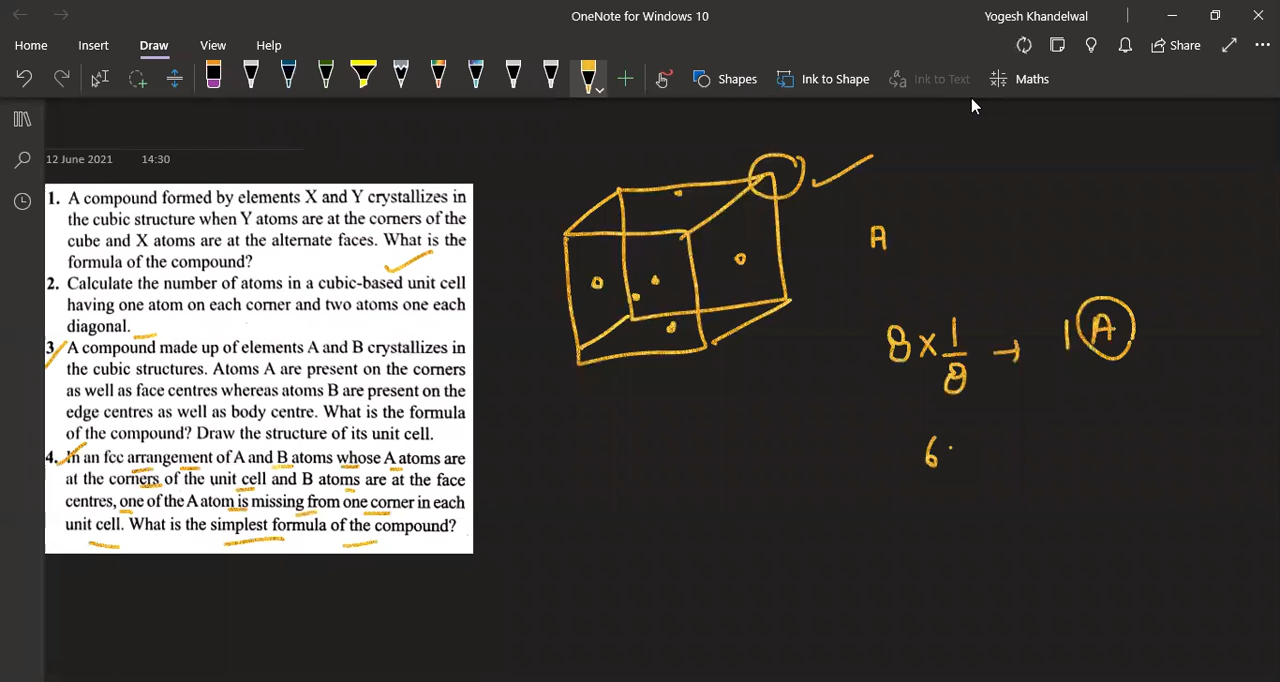 OneNote for Windows 10
Yogesh Khandelwal
Home Insert Draw View Help
Share
Shapes Ink to Shape Ink to Text Maths
12 June 2021 14:30
1. A compound formed by elements X and Y crystallizes in
the cubic structure when Y atoms are at the corners of the
cube and X atoms are at the alternate faces. What is the
formula of the compound?
2. Calculate the number of atoms in a cubic-based unit cell
having one atom on each corner and two atoms one each
diagonal.
3. A compound made up of elements A and B crystallizes in
the cubic structures. Atoms A are present on the corners
as well as face centres whereas atoms B are present on the
edge centres as well as body centre. What is the formula
of the compound? Draw the structure of its unit cell.
4. In an fcc arrangement of A and B atoms whose A atoms are
at the corners of the unit cell and B atoms are at the face
centres, one of the A atom is missing from one corner in each
unit cell. What is the simplest formula of the compound?
A
8 × 1/8 → 1 A
6 ·